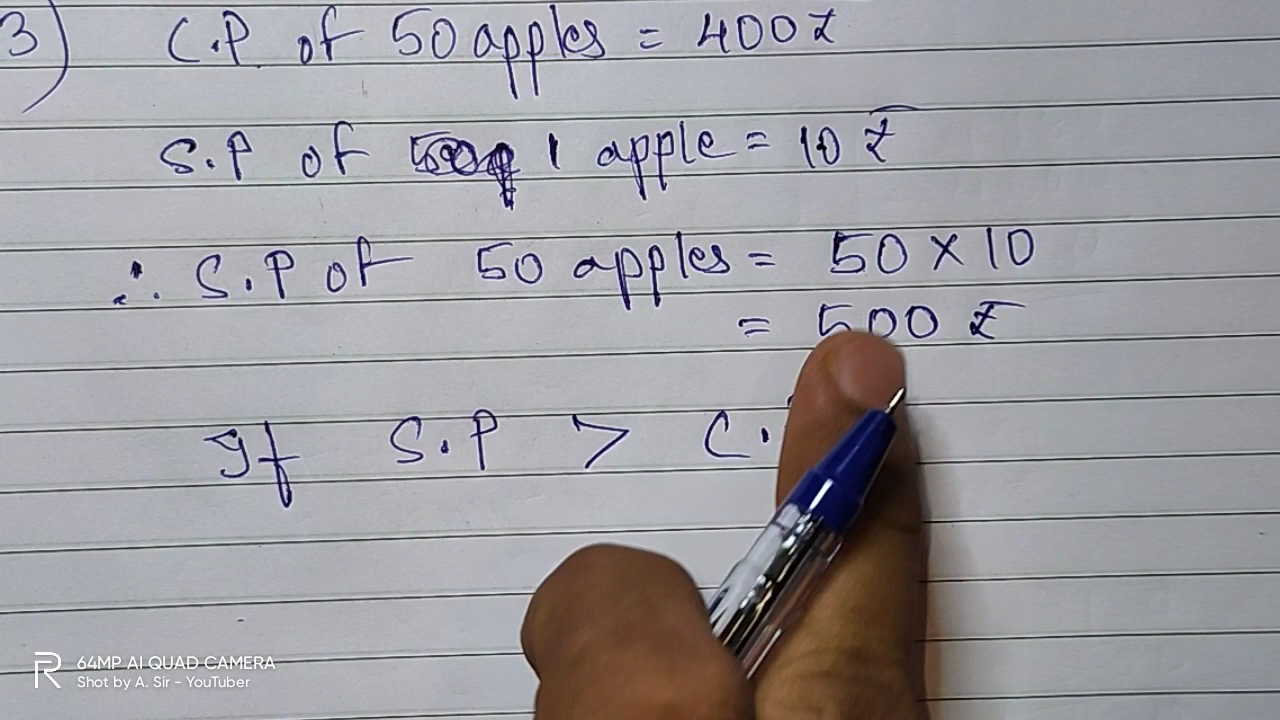 3) C.P of 50 apples = 400 ₹
S.P of 1 apple = 10 ₹
∴ S.P of 50 apples = 50 × 10
= 500 ₹
If S.P > C.
64MP AI QUAD CAMERA
Shot by A. Sir - YouTuber